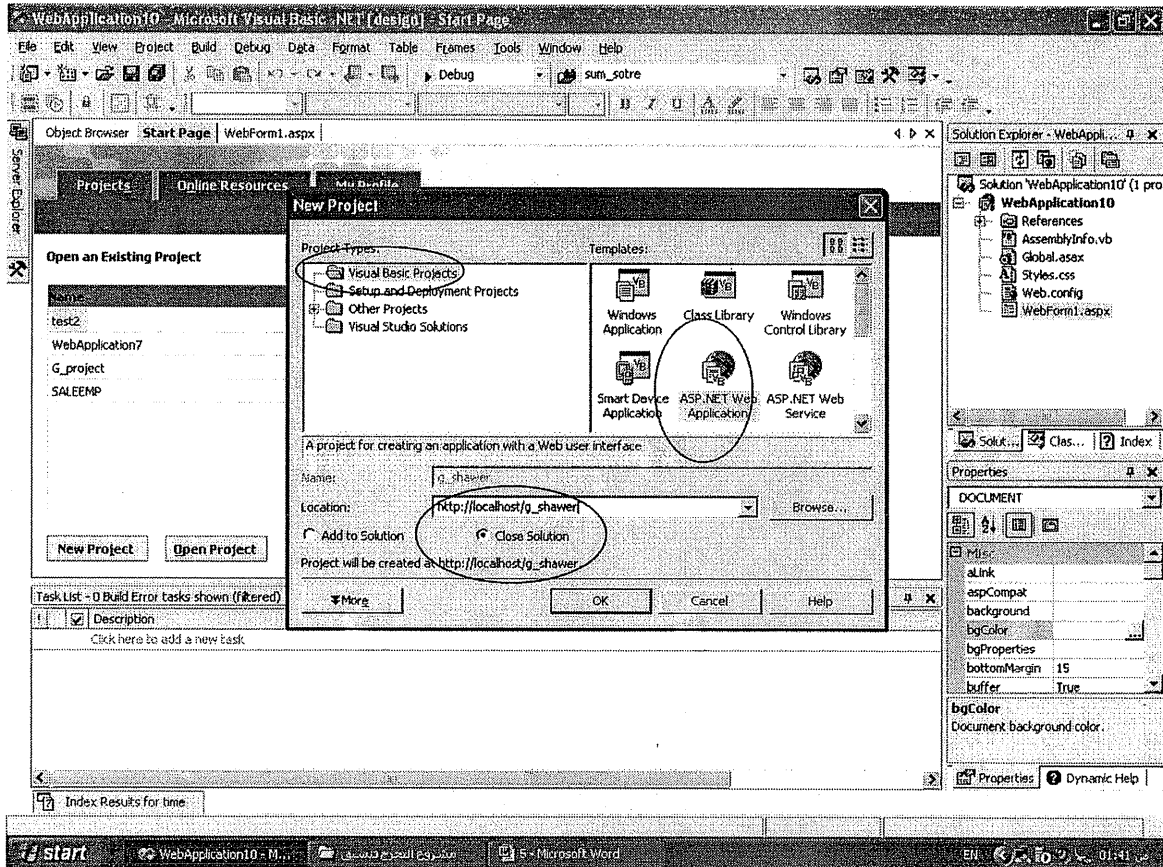 WebApplication10 - Microsoft Visual Basic .NET [design] - Start Page
File Edit View Project Build Debug Data Format Table Frames Tools Window Help
Debug sum_sotre
B I U A
Object Browser Start Page WebForm1.aspx
Server Explorer
Projects Online Resources My Profile
Open an Existing Project
Name
test2
WebApplication7
G_project
SALEEMP
New Project Open Project
New Project
Project Types: Templates:
Visual Basic Projects
Setup and Deployment Projects
Other Projects
Visual Studio Solutions
Windows Application
Class Library
Windows Control Library
Smart Device Application
ASP.NET Web Application
ASP.NET Web Service
A project for creating an application with a Web user interface
Name: g_shawer
Location: http://localhost/g_shawer Browse...
Add to Solution Close Solution
Project will be created at http://localhost/g_shawer.
More OK Cancel Help
Task List - 0 Build Error tasks shown (filtered)
! Description
Click here to add a new task
Index Results for time
Solution Explorer - WebAppli...
Solution 'WebApplication10' (1 pro
WebApplication10
References
AssemblyInfo.vb
Global.asax
Styles.css
Web.config
WebForm1.aspx
Solut... Clas... Index
Properties
DOCUMENT
Misc
aLink
aspCompat
background
bgColor ...
bgProperties
bottomMargin 15
buffer True
bgColor
Document background color.
Properties Dynamic Help
start WebApplication10 - M... مشروع التخرج تنسيق 5 - Microsoft Word EN 01:41